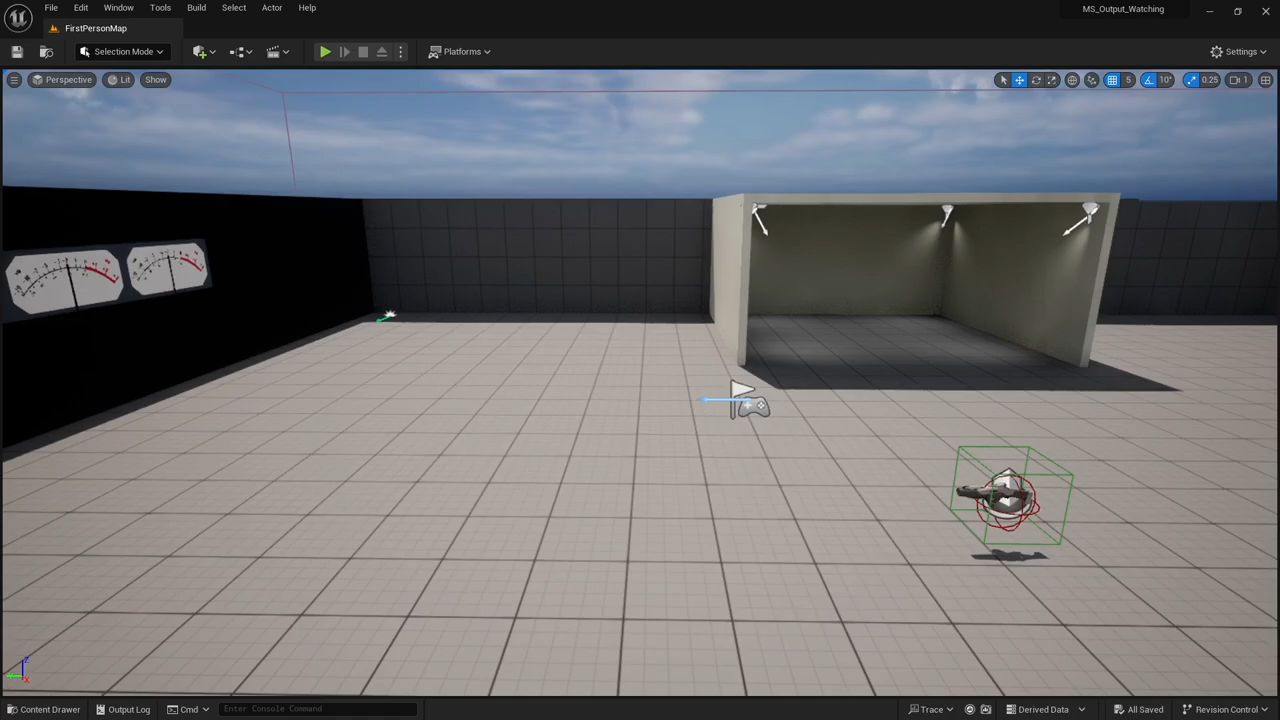 File Edit Window Tools Build Select Actor Help
MS_Output_Watching
FirstPersonMap
Selection Mode
Platforms
Settings
Perspective Lit Show
5 10° 0.25 1
Content Drawer Output Log Cmd Enter Console Command
Trace Derived Data All Saved Revision Control